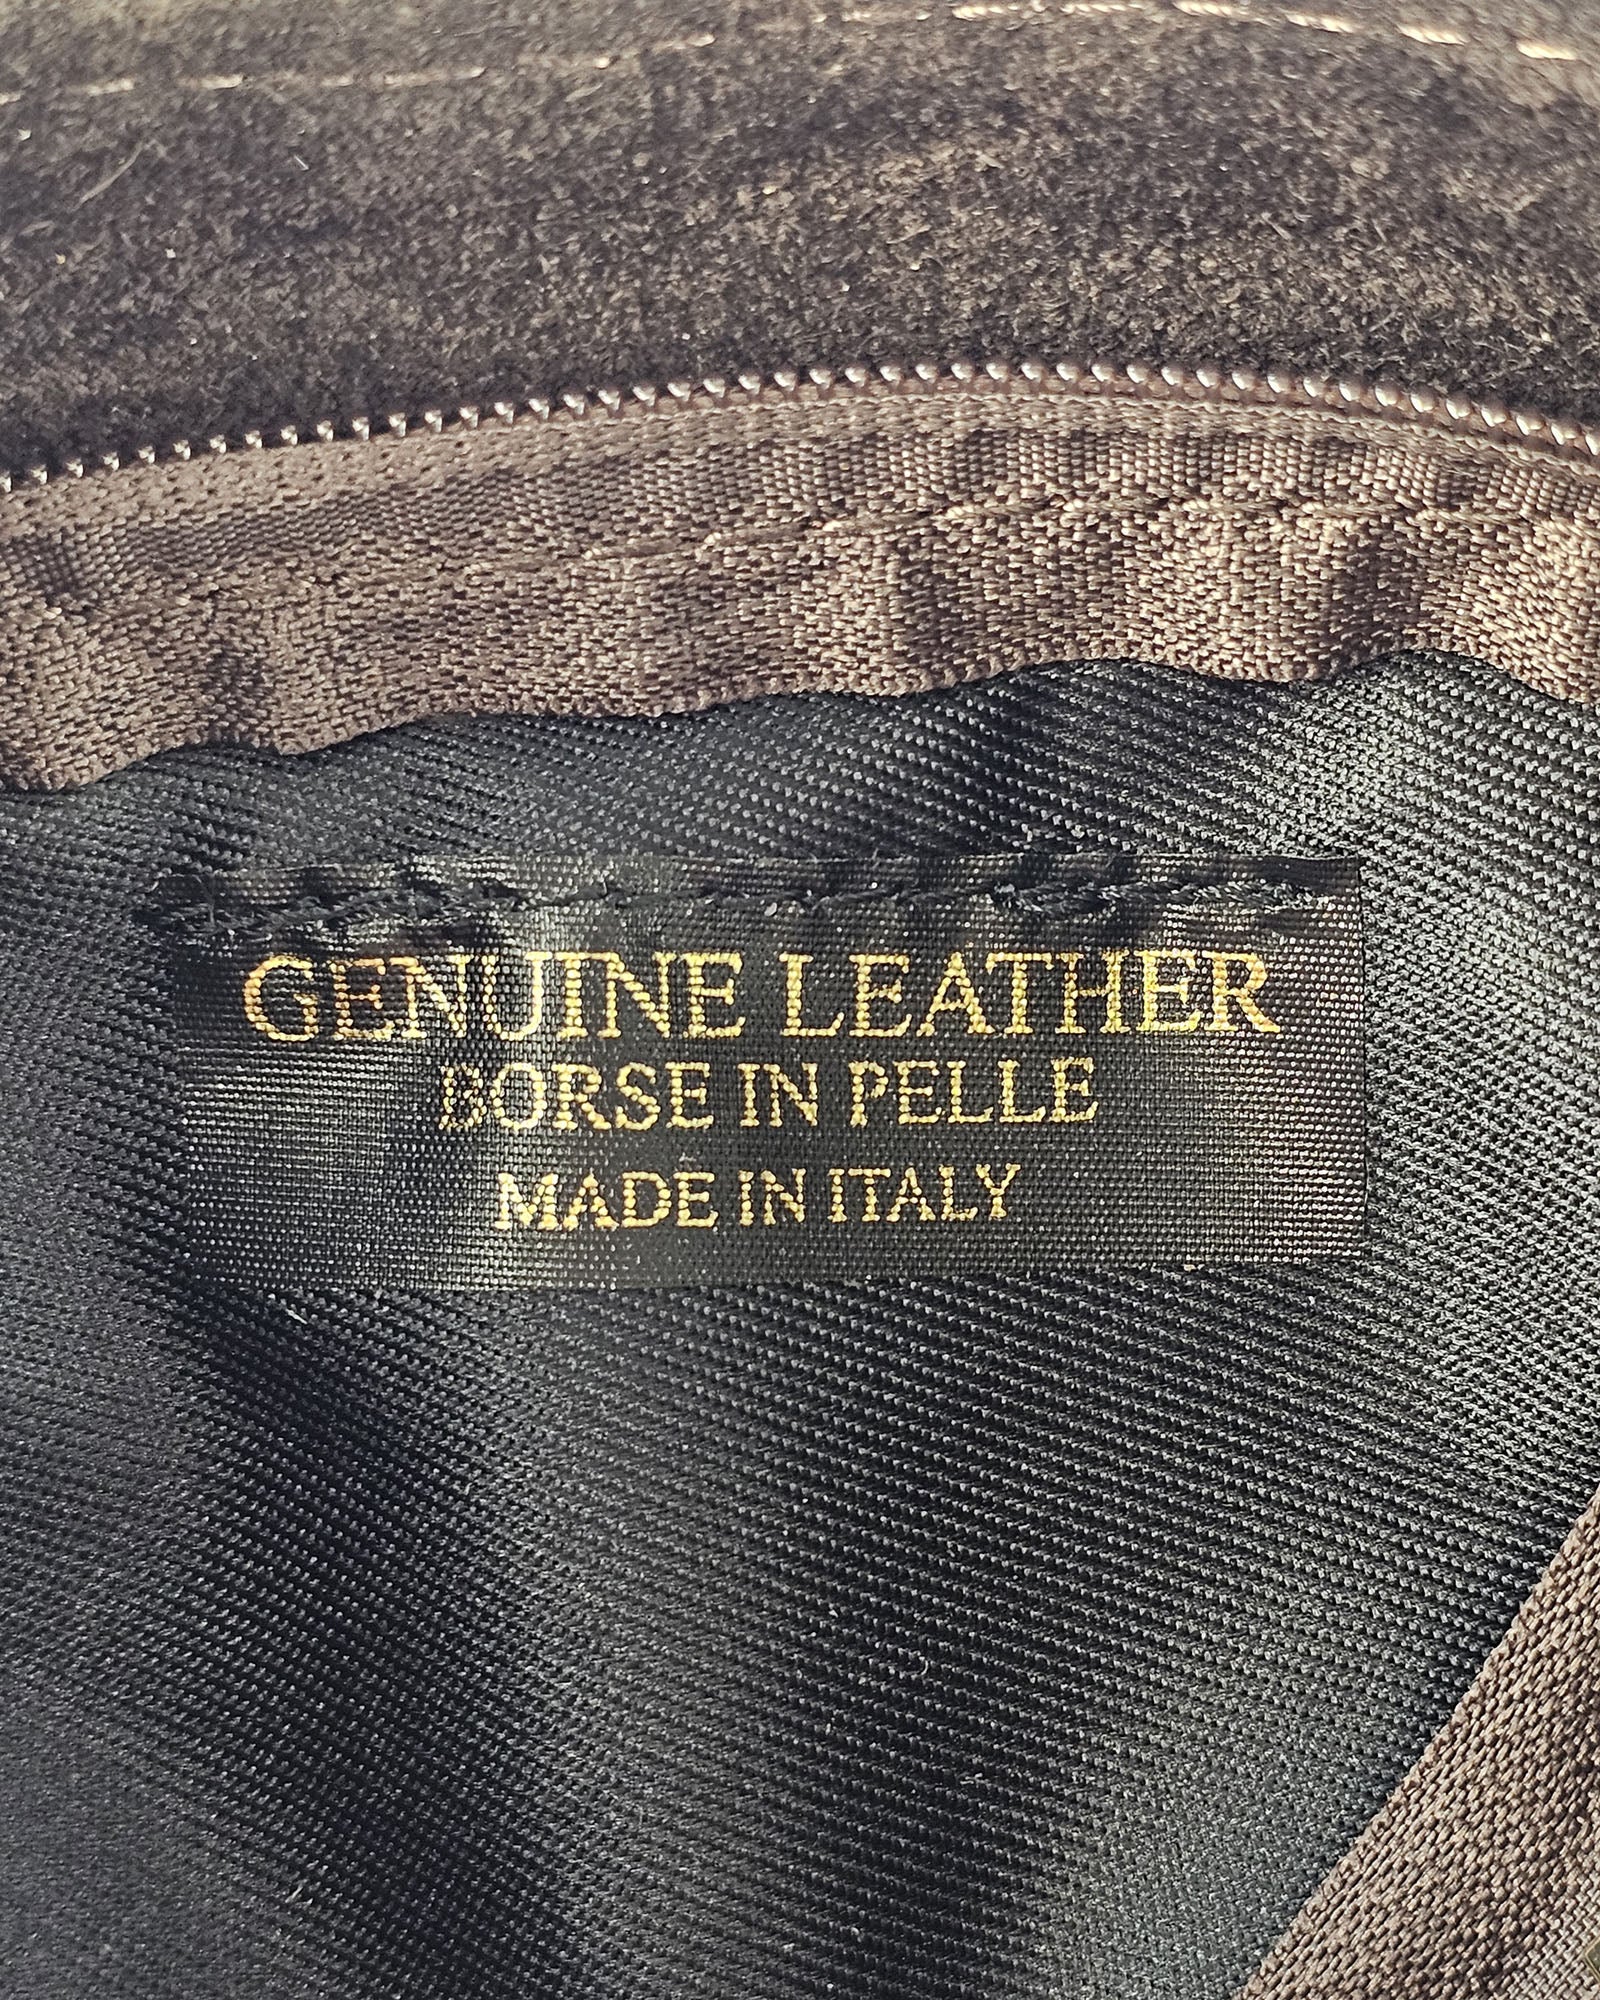 GENUINE LEATHER
BORSE IN PELLE
MADE IN ITALY